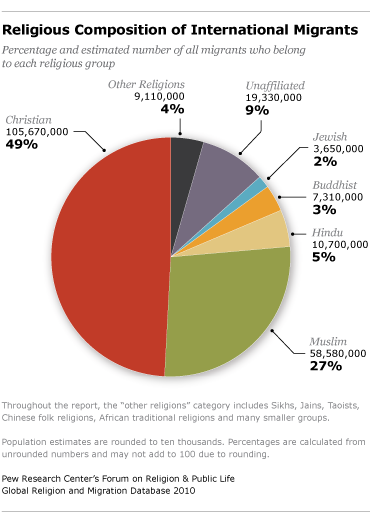 Religious Composition of International Migrants
Percentage and estimated number of all migrants who belong
to each religious group
Other Religions
9,110,000
4%
Unaffiliated
19,330,000
9%
Christian
105,670,000
49%
Jewish
3,650,000
2%
Buddhist
7,310,000
3%
Hindu
10,700,000
5%
Muslim
58,580,000
27%
Throughout the report, the “other religions” category includes Sikhs, Jains, Taoists,
Chinese folk religions, African traditional religions and many smaller groups.
Population estimates are rounded to ten thousands. Percentages are calculated from
unrounded numbers and may not add to 100 due to rounding.
Pew Research Center’s Forum on Religion & Public Life
Global Religion and Migration Database 2010